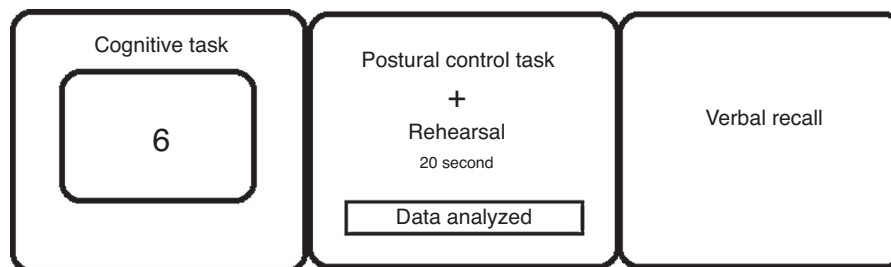 Cognitive task
6
Postural control task
+
Rehearsal
20 second
Data analyzed
Verbal recall